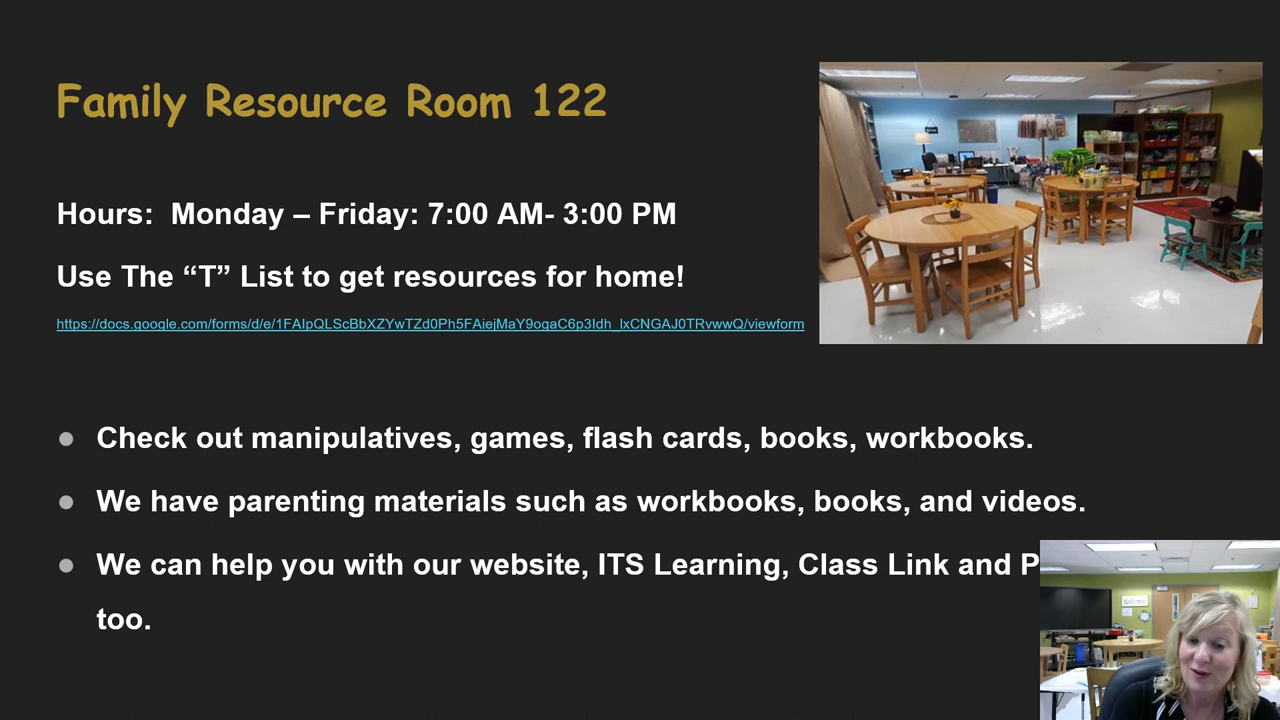 Family Resource Room 122
Hours: Monday – Friday: 7:00 AM- 3:00 PM
Use The “T” List to get resources for home!
https://docs.google.com/forms/d/e/1FAIpQLScBbXZYwTZd0Ph5FAiejMaY9ogaC6p3Idh_lxCNGAJ0TRvwwQ/viewform
● Check out manipulatives, games, flash cards, books, workbooks.
● We have parenting materials such as workbooks, books, and videos.
● We can help you with our website, ITS Learning, Class Link and P
too.